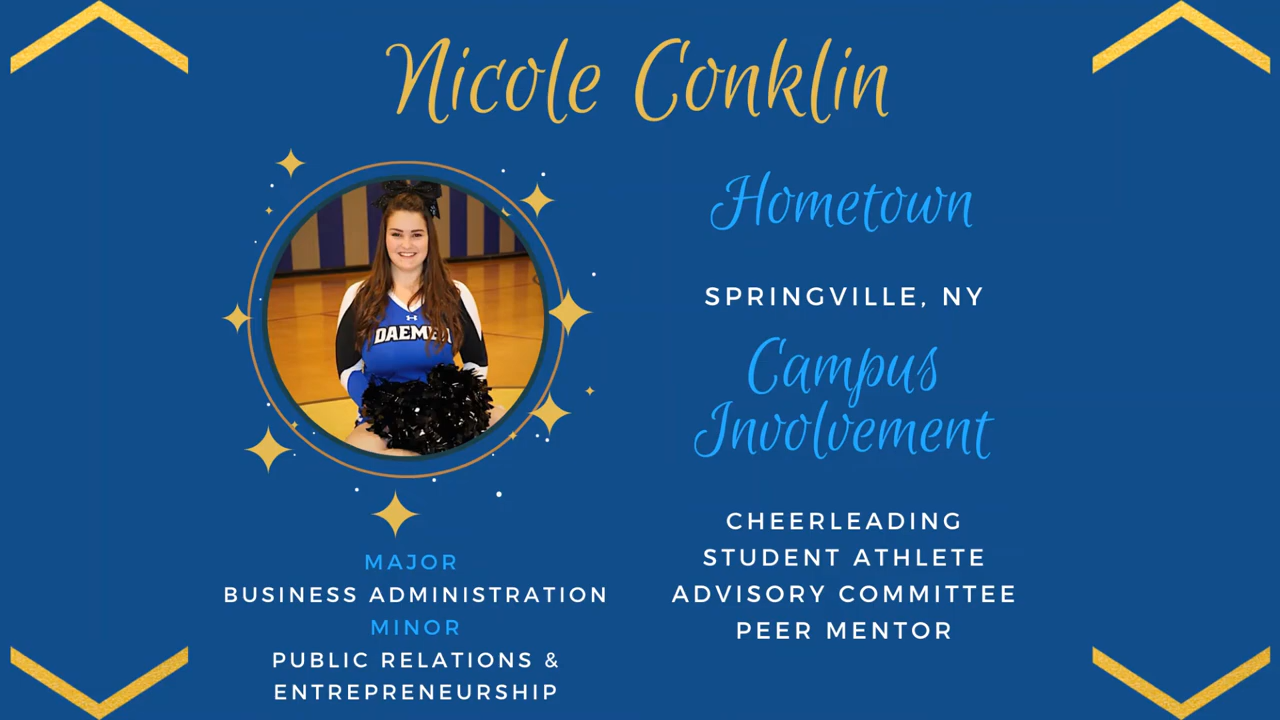 Nicole Conklin
DAEMEN
MAJOR
BUSINESS ADMINISTRATION
MINOR
PUBLIC RELATIONS &
ENTREPRENEURSHIP
Hometown
SPRINGVILLE, NY
Campus
Involvement
CHEERLEADING
STUDENT ATHLETE
ADVISORY COMMITTEE
PEER MENTOR